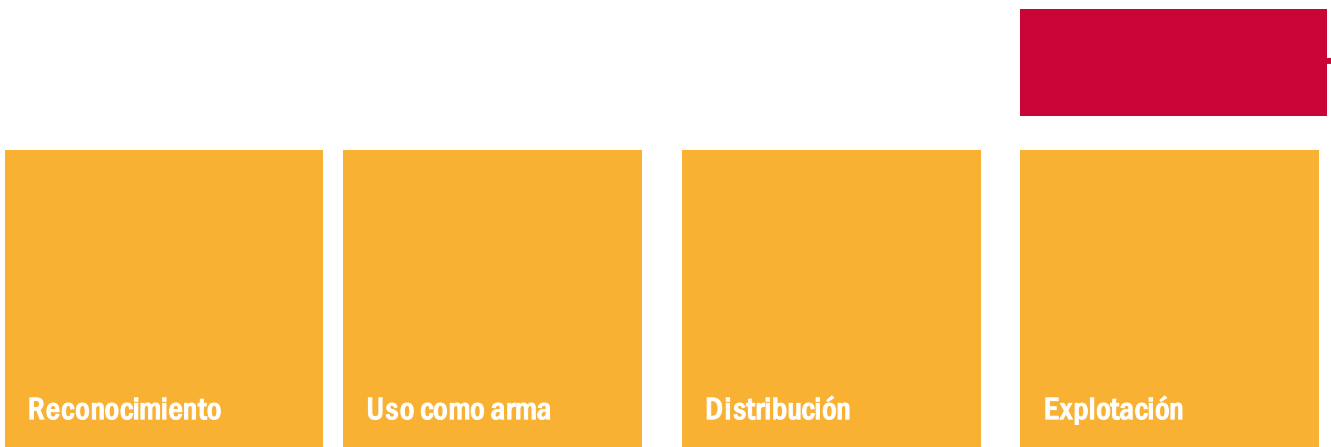 Reconocimiento
Uso como arma
Distribución
Explotación